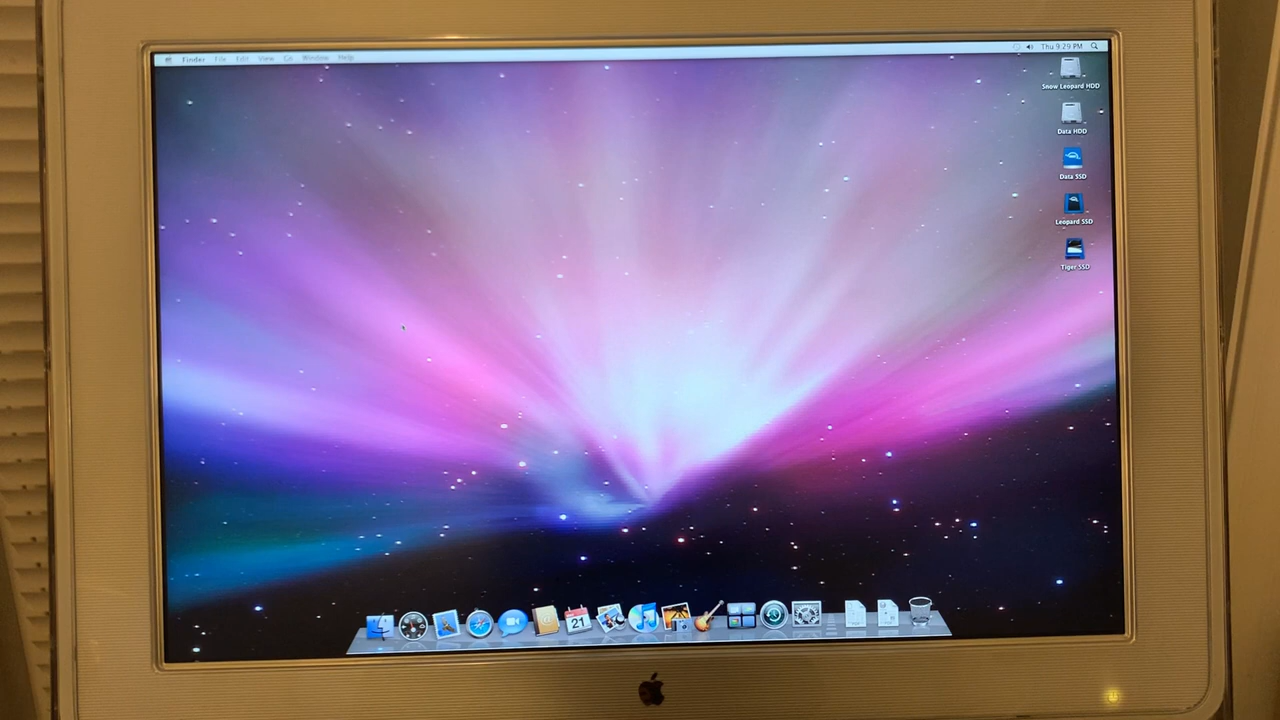 Finder File Edit View Go Window Help
Thu 9:29 PM
Snow Leopard HDD
Data HDD
Data SSD
Leopard SSD
Tiger SSD
21